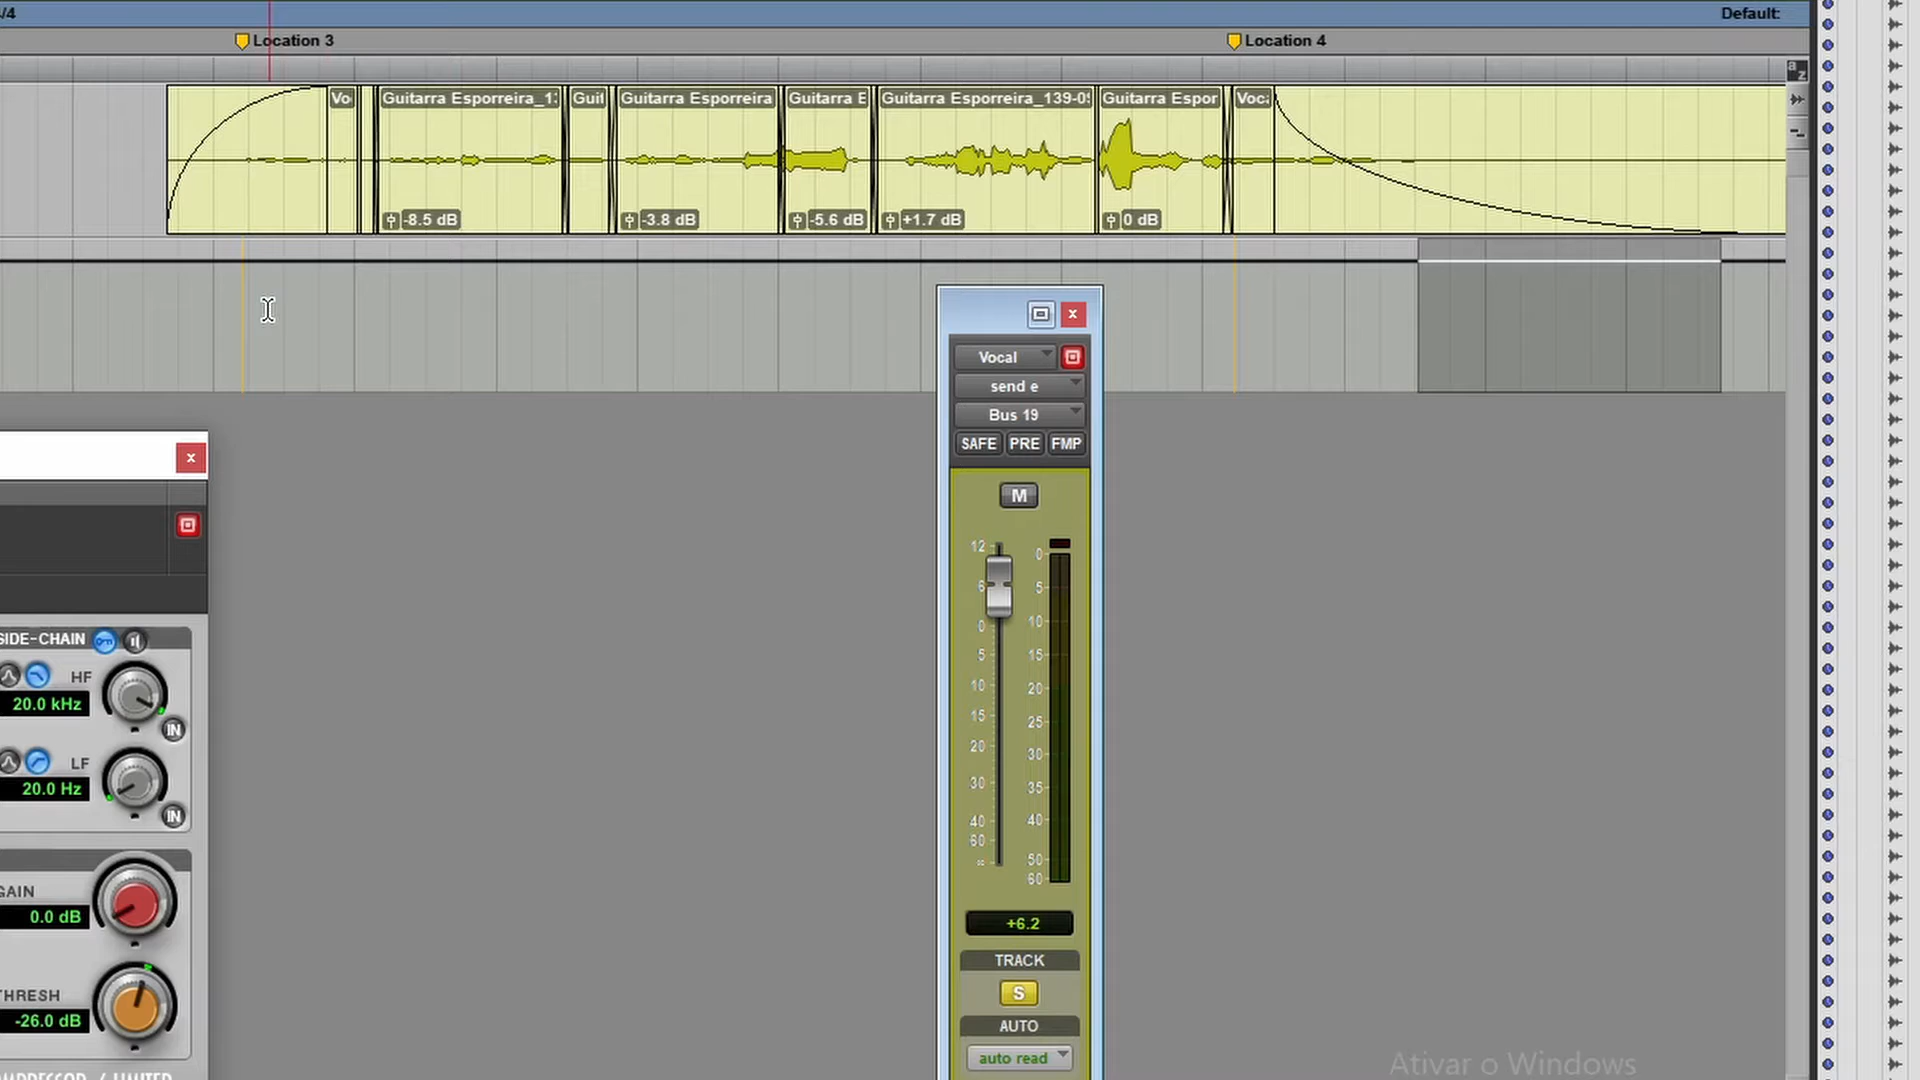 /4
Default:
Location 3
Location 4
a
z
Vo
Guitarra Esporreira_1
Guit
Guitarra Esporreira
Guitarra E
Guitarra Esporreira_139-0
Guitarra Espor
Voc
-8.5 dB
-3.8 dB
-5.6 dB
+1.7 dB
0 dB
x
Vocal
send e
Bus 19
SAFE PRE FMP
M
12
6
0
5
10
15
20
30
40
60
∞
0
5
10
15
20
25
30
35
40
50
60
+6.2
TRACK
S
AUTO
auto read
x
SIDE-CHAIN
HF
20.0 kHz
IN
LF
20.0 Hz
IN
GAIN
0.0 dB
THRESH
-26.0 dB
Ativar o Windows